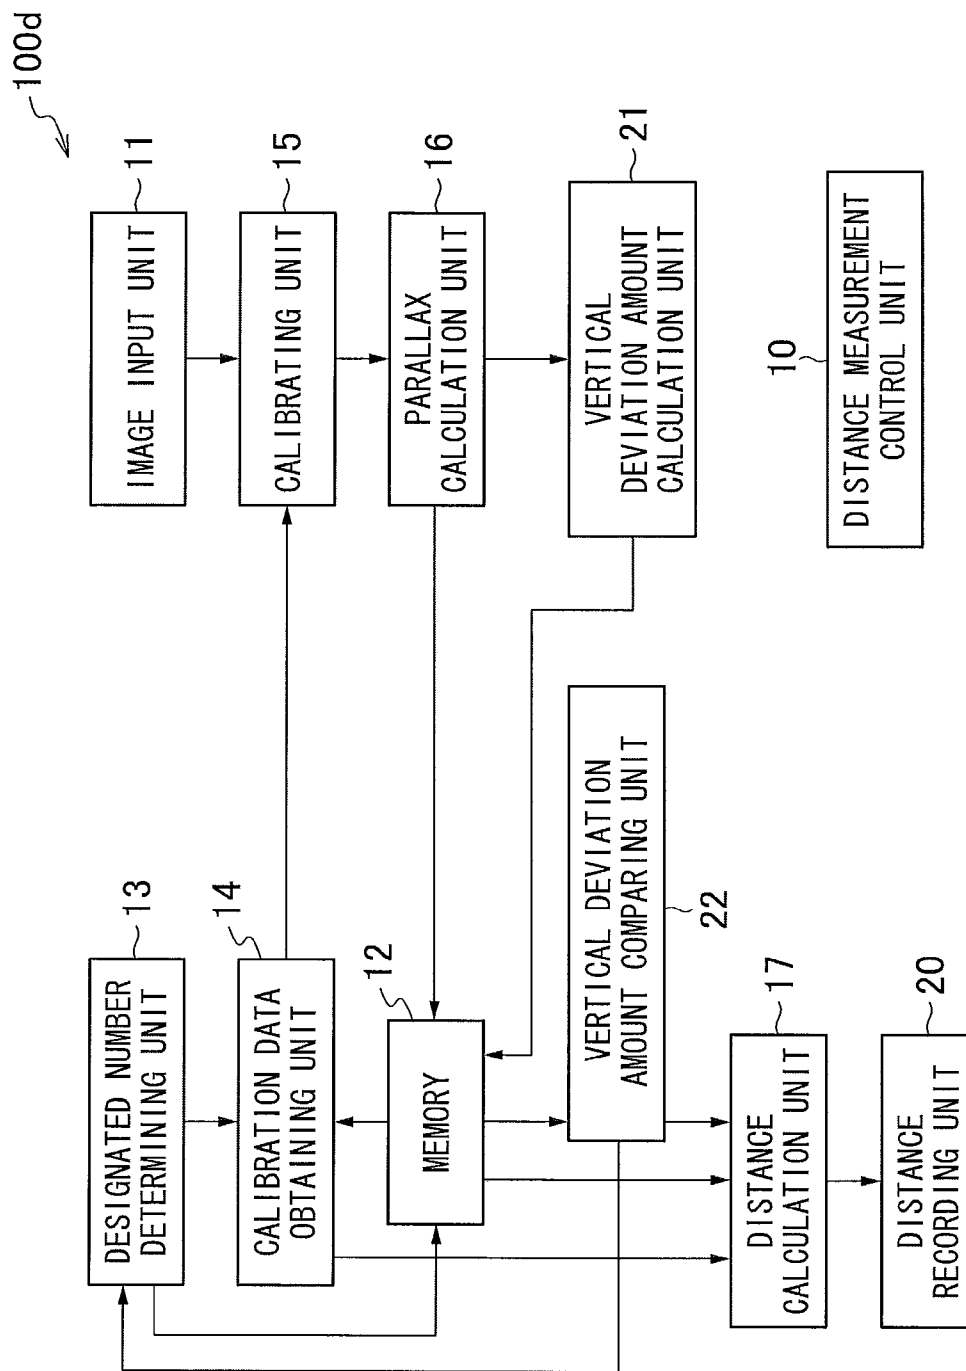 100d
13
DESIGNATED NUMBER
DETERMINING UNIT
11
IMAGE INPUT UNIT
14
CALIBRATION DATA
OBTAINING UNIT
15
CALIBRATING UNIT
12
MEMORY
16
PARALLAX
CALCULATION UNIT
VERTICAL DEVIATION
AMOUNT COMPARING UNIT
22
21
VERTICAL
DEVIATION AMOUNT
CALCULATION UNIT
17
DISTANCE
CALCULATION UNIT
10
DISTANCE MEASUREMENT
CONTROL UNIT
20
DISTANCE
RECORDING UNIT